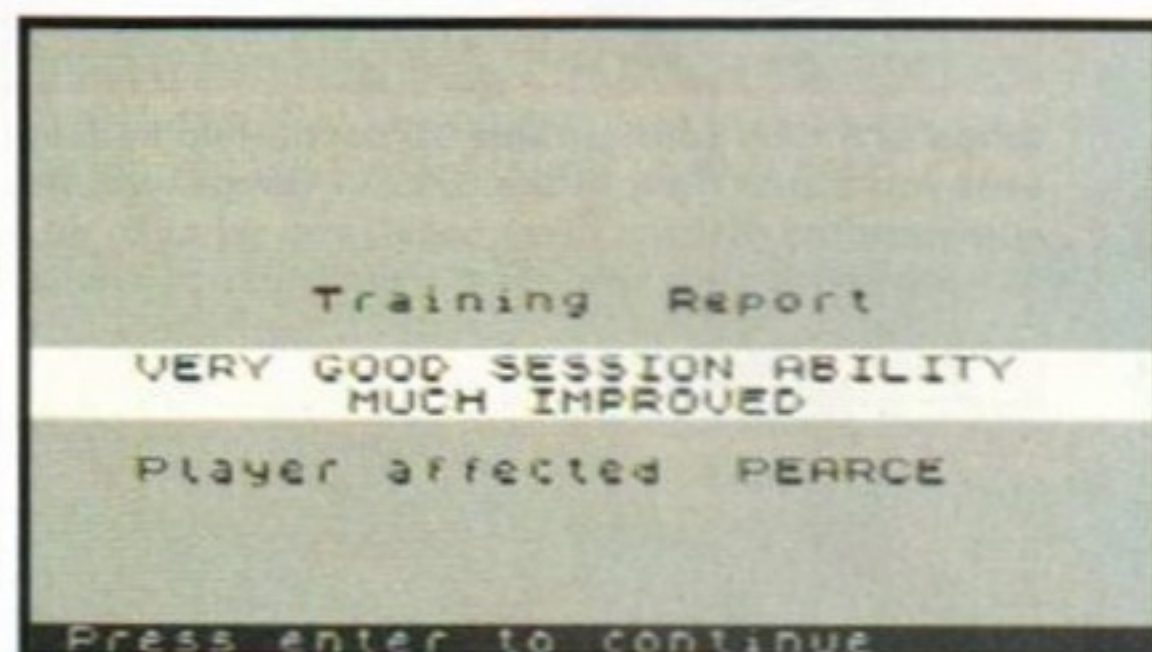 Training Report
VERY GOOD SESSION ABILITY
MUCH IMPROVED
Player affected PEARCE
Press enter to continue